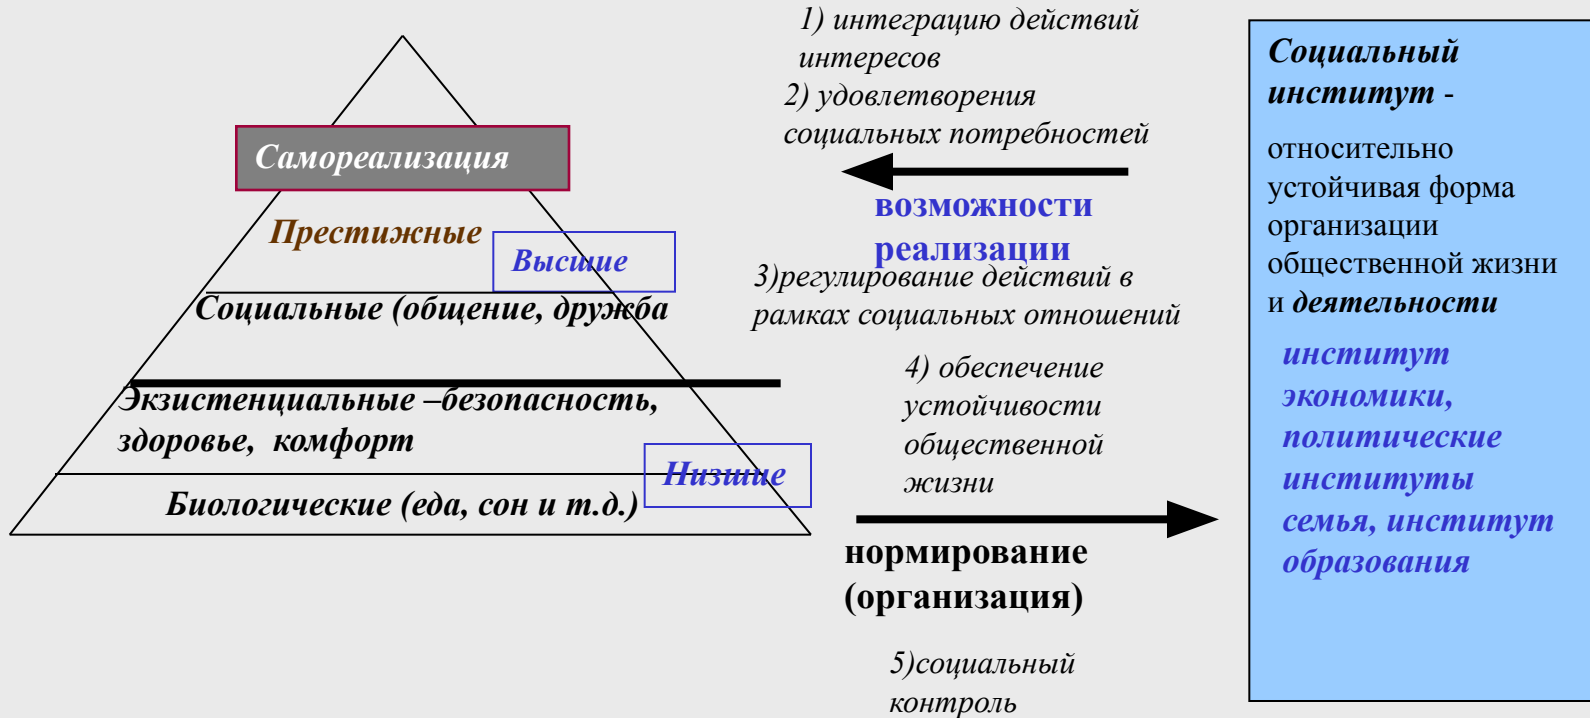 Самореализация
Престижные
Высшие
Социальные (общение, дружба
Экзистенциальные –безопасность,
здоровье, комфорт
Низшие
Биологические (еда, сон и т.д.)
1) интеграцию действий
интересов
2) удовлетворения
социальных потребностей
возможности
реализации
3)регулирование действий в
рамках социальных отношений
4) обеспечение
устойчивости
общественной
жизни
нормирование
(организация)
5)социальный
контроль
Социальный
институт -
относительно
устойчивая форма
организации
общественной жизни
и деятельности
институт
экономики,
политические
институты
семья, институт
образования